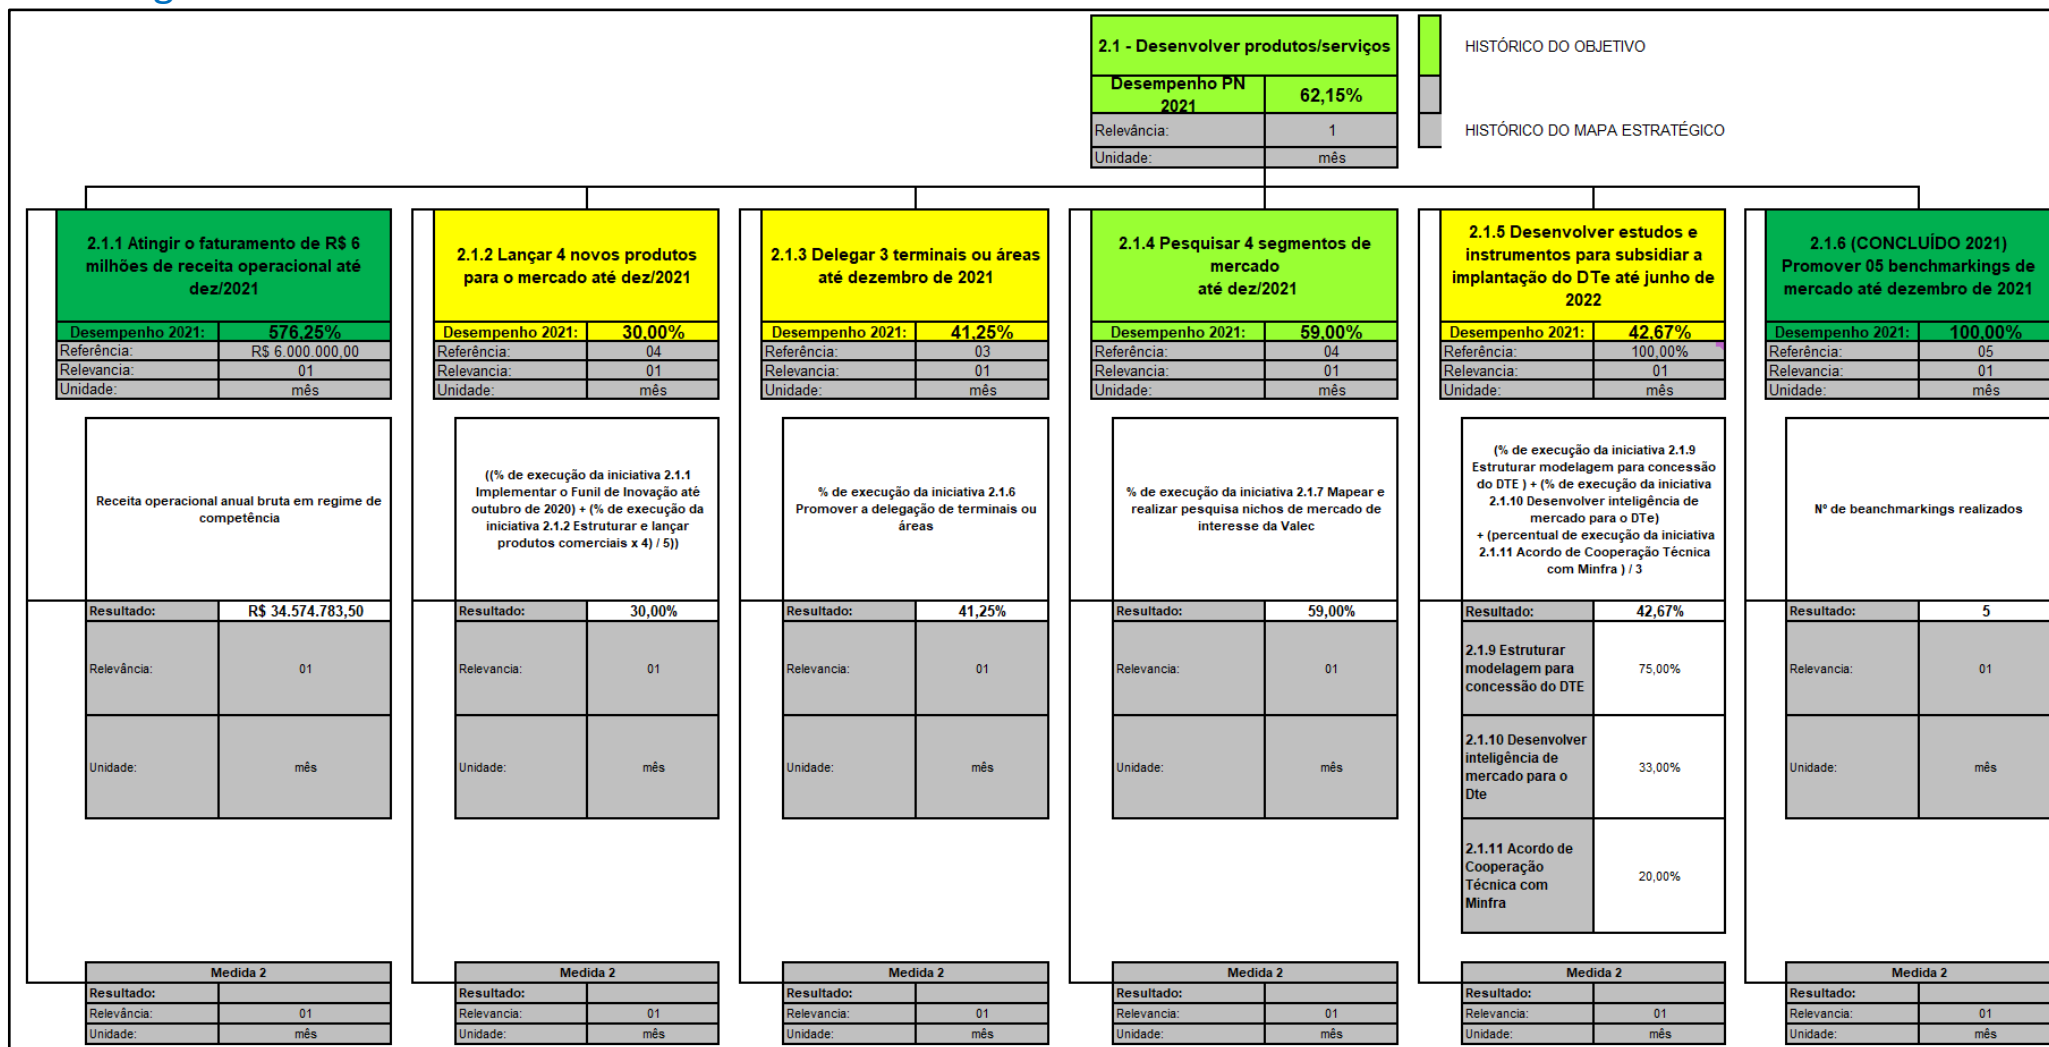 2.1 - Desenvolver produtos/serviços
Desempenho PN
2021
62,15%
Relevância: 1
Unidade: mês
HISTÓRICO DO OBJETIVO
HISTÓRICO DO MAPA ESTRATÉGICO
2.1.1 Atingir o faturamento de R$ 6
milhões de receita operacional até
dez/2021
Desempenho 2021: 576,25%
Referência: R$ 6.000.000,00
Relevancia: 01
Unidade: mês
Receita operacional anual bruta em regime de
competência
Resultado: R$ 34.574.783,50
Relevância: 01
Unidade: mês
Medida 2
Resultado:
Relevância: 01
Unidade: mês
2.1.2 Lançar 4 novos produtos
para o mercado até dez/2021
Desempenho 2021: 30,00%
Referência: 04
Relevancia: 01
Unidade: mês
((% de execução da iniciativa 2.1.1
Implementar o Funil de Inovação até
outubro de 2020) + (% de execução da
iniciativa 2.1.2 Estruturar e lançar
produtos comerciais x 4) / 5))
Resultado: 30,00%
Relevancia: 01
Unidade: mês
Medida 2
Resultado:
Relevancia: 01
Unidade: mês
2.1.3 Delegar 3 terminais ou áreas
até dezembro de 2021
Desempenho 2021: 41,25%
Referência: 03
Relevancia: 01
Unidade: mês
% de execução da iniciativa 2.1.6
Promover a delegação de terminais ou
áreas
Resultado: 41,25%
Relevancia: 01
Unidade: mês
Medida 2
Resultado:
Relevancia: 01
Unidade: mês
2.1.4 Pesquisar 4 segmentos de
mercado
até dez/2021
Desempenho 2021: 59,00%
Referência: 04
Relevancia: 01
Unidade: mês
% de execução da iniciativa 2.1.7 Mapear e
realizar pesquisa nichos de mercado de
interesse da Valec
Resultado: 59,00%
Relevancia: 01
Unidade: mês
Medida 2
Resultado:
Relevancia: 01
Unidade: mês
2.1.5 Desenvolver estudos e
instrumentos para subsidiar a
implantação do DTe até junho de
2022
Desempenho 2021: 42,67%
Referência: 100,00%
Relevancia: 01
Unidade: mês
(% de execução da iniciativa 2.1.9
Estruturar modelagem para concessão
do DTE ) + (% de execução da iniciativa
2.1.10 Desenvolver inteligência de
mercado para o DTe)
+ (percentual de execução da iniciativa
2.1.11 Acordo de Cooperação Técnica
com Minfra ) / 3
Resultado: 42,67%
2.1.9 Estruturar
modelagem para
concessão do DTE
75,00%
2.1.10 Desenvolver
inteligência de
mercado para o
Dte
33,00%
2.1.11 Acordo de
Cooperação
Técnica com
Minfra
20,00%
Medida 2
Resultado:
Relevancia: 01
Unidade: mês
2.1.6 (CONCLUÍDO 2021)
Promover 05 benchmarkings de
mercado até dezembro de 2021
Desempenho 2021: 100,00%
Referência: 05
Relevancia: 01
Unidade: mês
Nº de beanchmarkings realizados
Resultado: 5
Relevancia: 01
Unidade: mês
Medida 2
Resultado:
Relevancia: 01
Unidade: mês